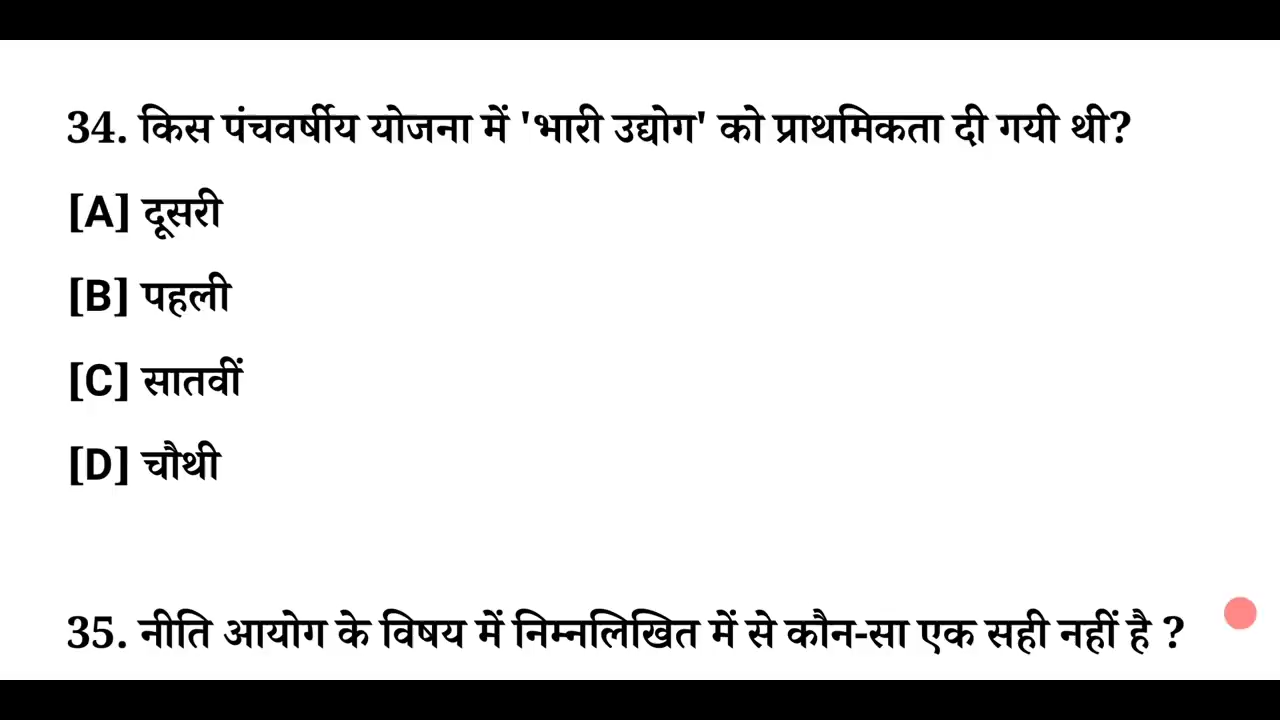 34. किस पंचवर्षीय योजना में 'भारी उद्योग' को प्राथमिकता दी गयी थी?
[A] दूसरी
[B] पहली
[C] सातवीं
[D] चौथी
35. नीति आयोग के विषय में निम्नलिखित में से कौन-सा एक सही नहीं है ?